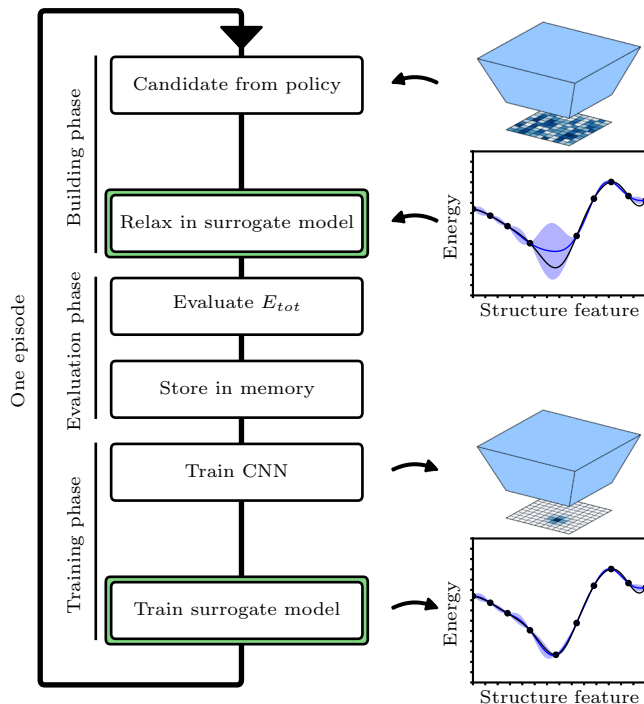 One episode
Building phase
Candidate from policy
Relax in surrogate model
Energy
Structure feature
Evaluation phase
Evaluate E_tot
Store in memory
Training phase
Train CNN
Train surrogate model
Energy
Structure feature